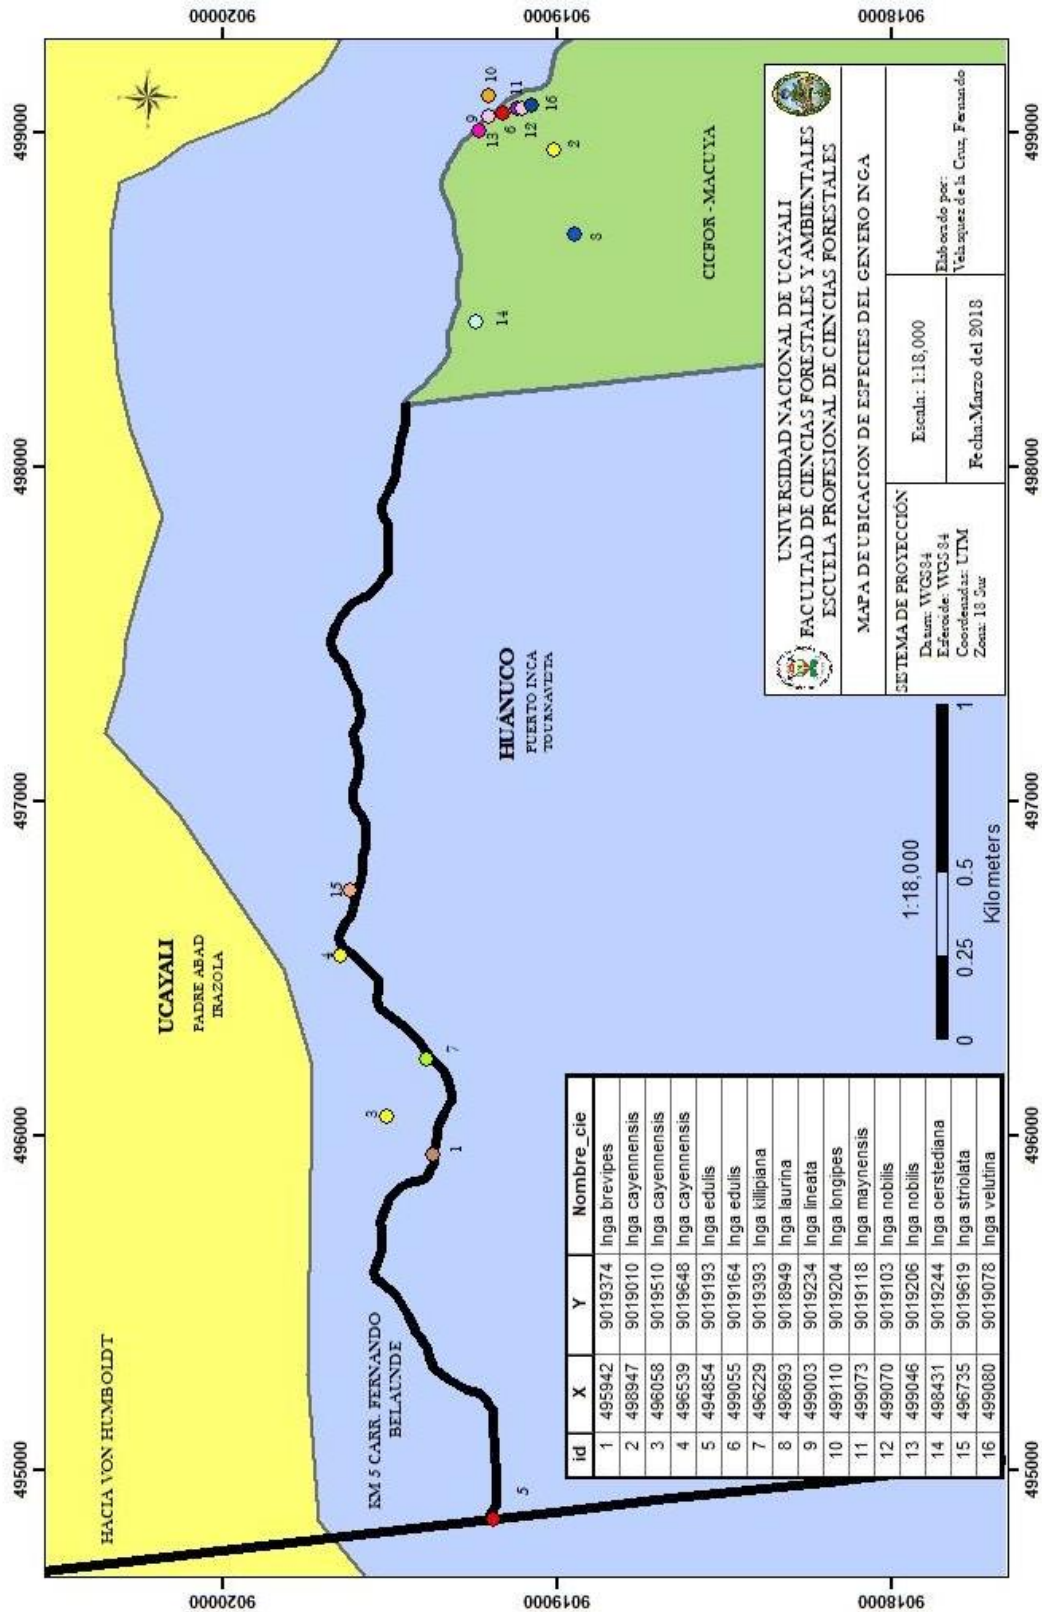 495000
496000
497000
498000
499000
9020000
9019000
9018000
9020000
9019000
9018000
HACIA VON HUMBOLDT
UCAYALI
PADRE ABAD
IRAZOLA
KM 5 CARR. FERNANDO
BELAUNDE
HUÁNUCO
PUERTO INCA
TOURNAVISTA
CICFOR -MACUYA
5
1
3
7
4
15
14
8
2
9
13
6
12
11
16
10
id X Y Nombre_cie
1 495942 9019374 Inga brevipes
2 498947 9019010 Inga cayennensis
3 496058 9019510 Inga cayennensis
4 496539 9019648 Inga cayennensis
5 494854 9019193 Inga edulis
6 499055 9019164 Inga edulis
7 496229 9019393 Inga killipiana
8 498693 9018949 Inga laurina
9 499003 9019234 Inga lineata
10 499110 9019204 Inga longipes
11 499073 9019118 Inga maynensis
12 499070 9019103 Inga nobilis
13 499046 9019206 Inga nobilis
14 498431 9019244 Inga oerstediana
15 496735 9019619 Inga striolata
16 499080 9019078 Inga velutina
1:18,000
0 0.25 0.5 1
Kilometers
UNIVERSIDAD NACIONAL DE UCAYALI
FACULTAD DE CIENCIAS FORESTALES Y AMBIENTALES
ESCUELA PROFESIONAL DE CIENCIAS FORESTALES
MAPA DE UBICACION DE ESPECIES DEL GENERO INGA
SISTEMA DE PROYECCIÓN
Datum: WGS84
Esferoide: WGS 84
Coordenadas: UTM
Zona: 18 Sur
Escala: 1:18,000
Fecha:Marzo del 2018
Elaborado por:
Velasquez de la Cruz, Fernando
495000
496000
497000
498000
499000